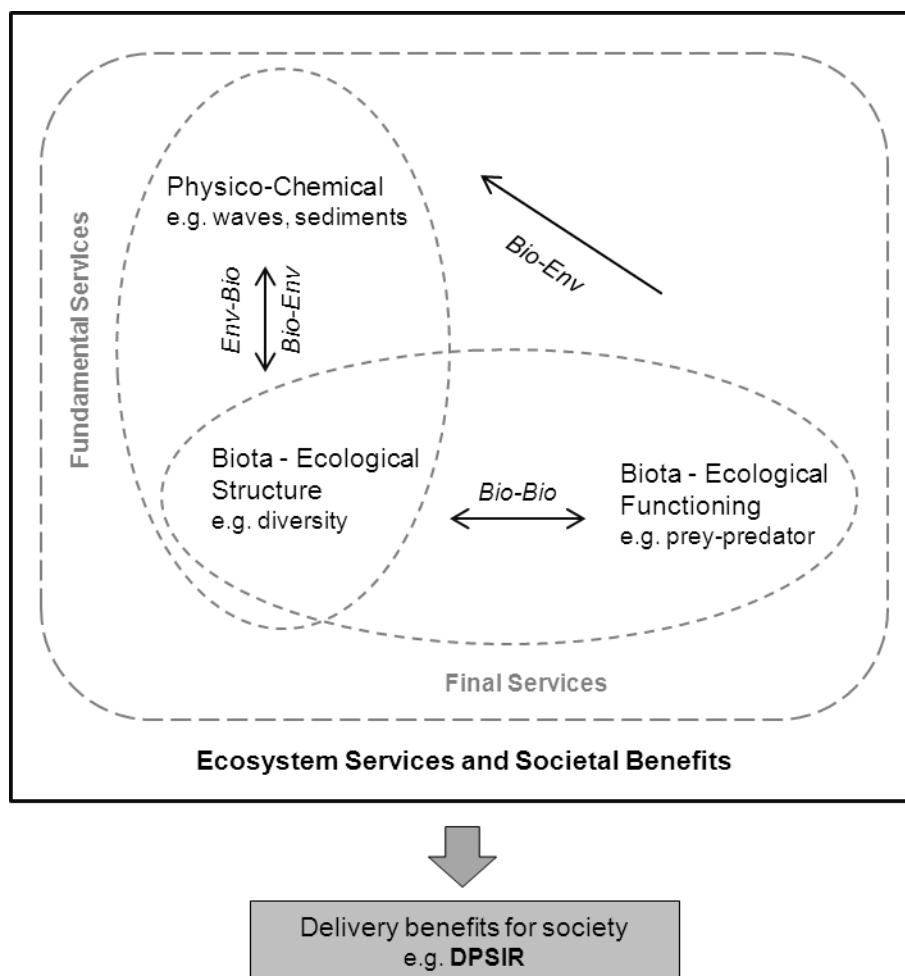 Physico-Chemical
e.g. waves, sediments
Fundamental Services
Env-Bio
Bio-Env
Bio-Env
Biota - Ecological
Structure
e.g. diversity
Bio-Bio
Biota - Ecological
Functioning
e.g. prey-predator
Final Services
Ecosystem Services and Societal Benefits
Delivery benefits for society
e.g. DPSIR